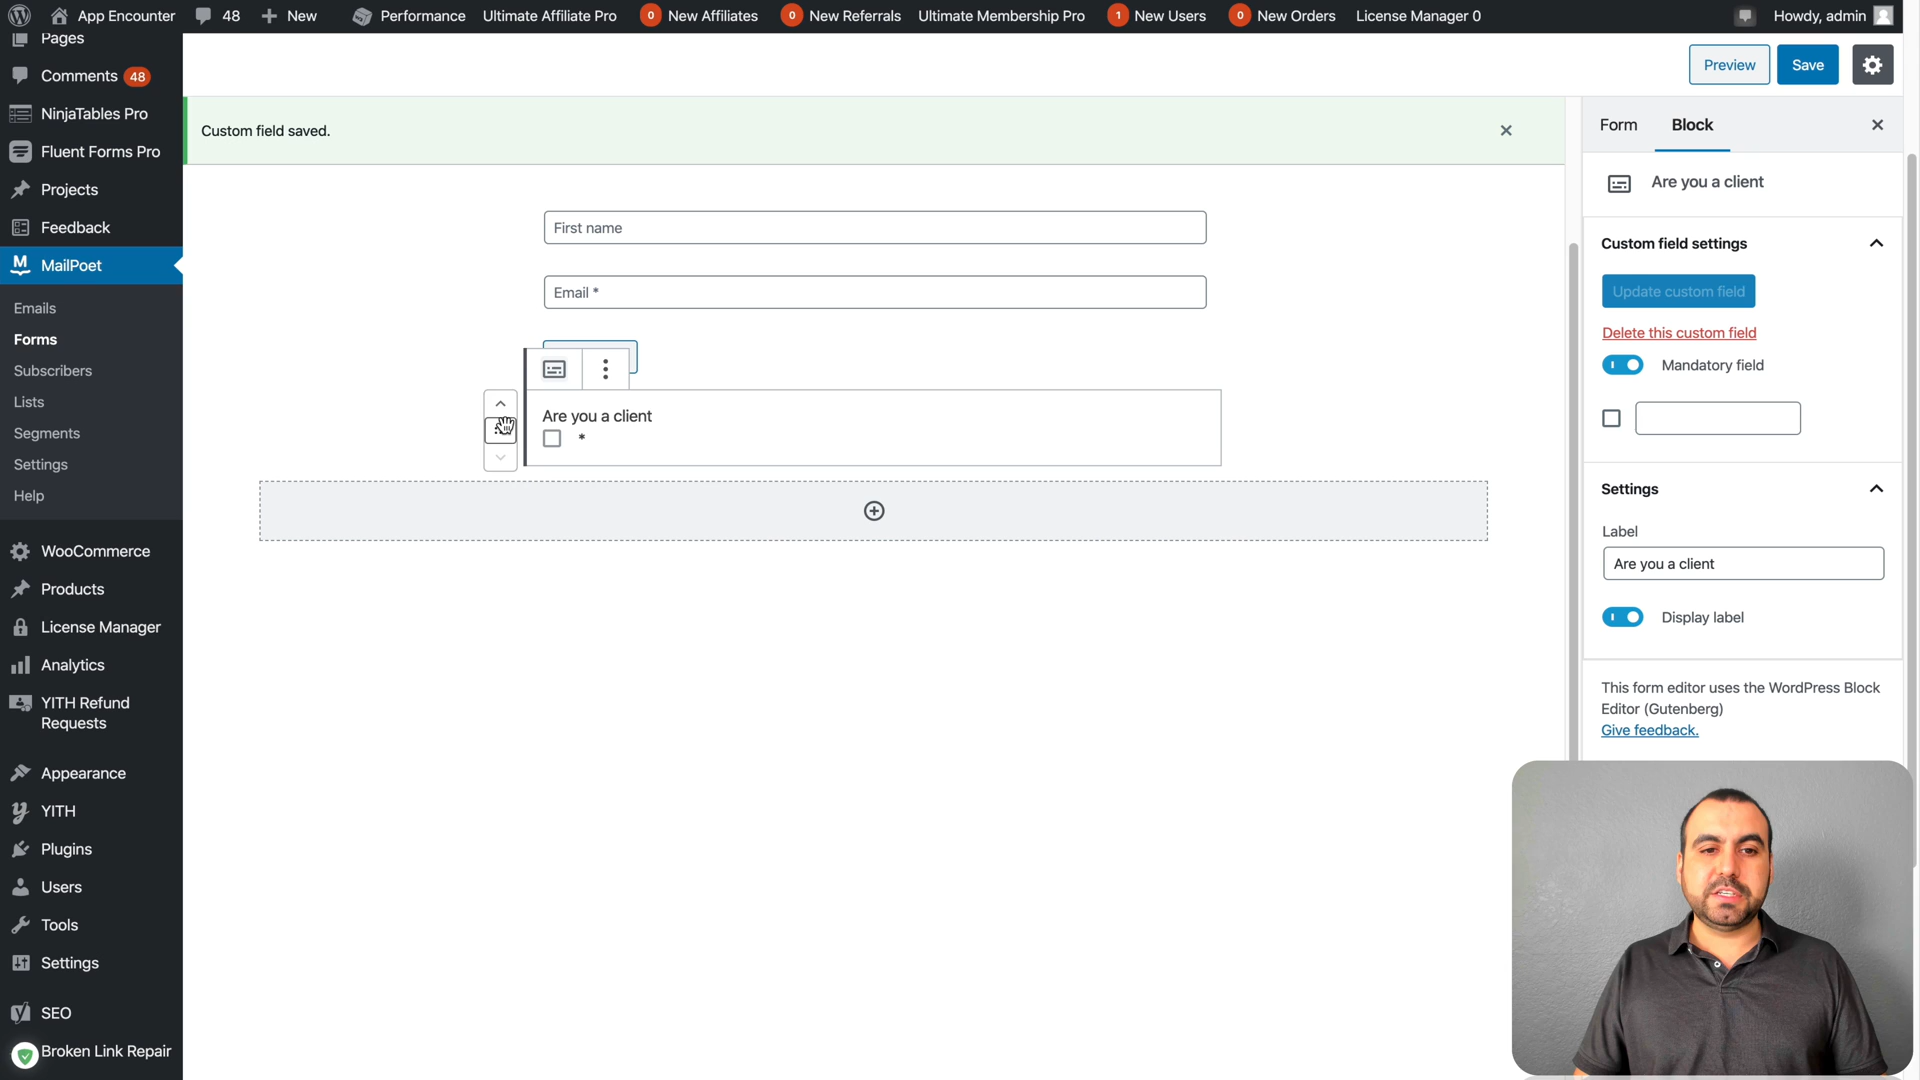 App Encounter 48 New Performance Ultimate Affiliate Pro 0 New Affiliates 0 New Referrals Ultimate Membership Pro 1 New Users 0 New Orders License Manager 0 Howdy, admin
Pages
Comments 48
NinjaTables Pro
Fluent Forms Pro
Projects
Feedback
MailPoet
Emails
Forms
Subscribers
Lists
Segments
Settings
Help
WooCommerce
Products
License Manager
Analytics
YITH Refund
Requests
Appearance
YITH
Plugins
Users
Tools
Settings
SEO
Broken Link Repair
Preview Save
Custom field saved.
First name
Email *
Are you a client
*
Form Block
Are you a client
Custom field settings
Update custom field
Delete this custom field
Mandatory field
Settings
Label
Are you a client
Display label
This form editor uses the WordPress Block
Editor (Gutenberg)
Give feedback.